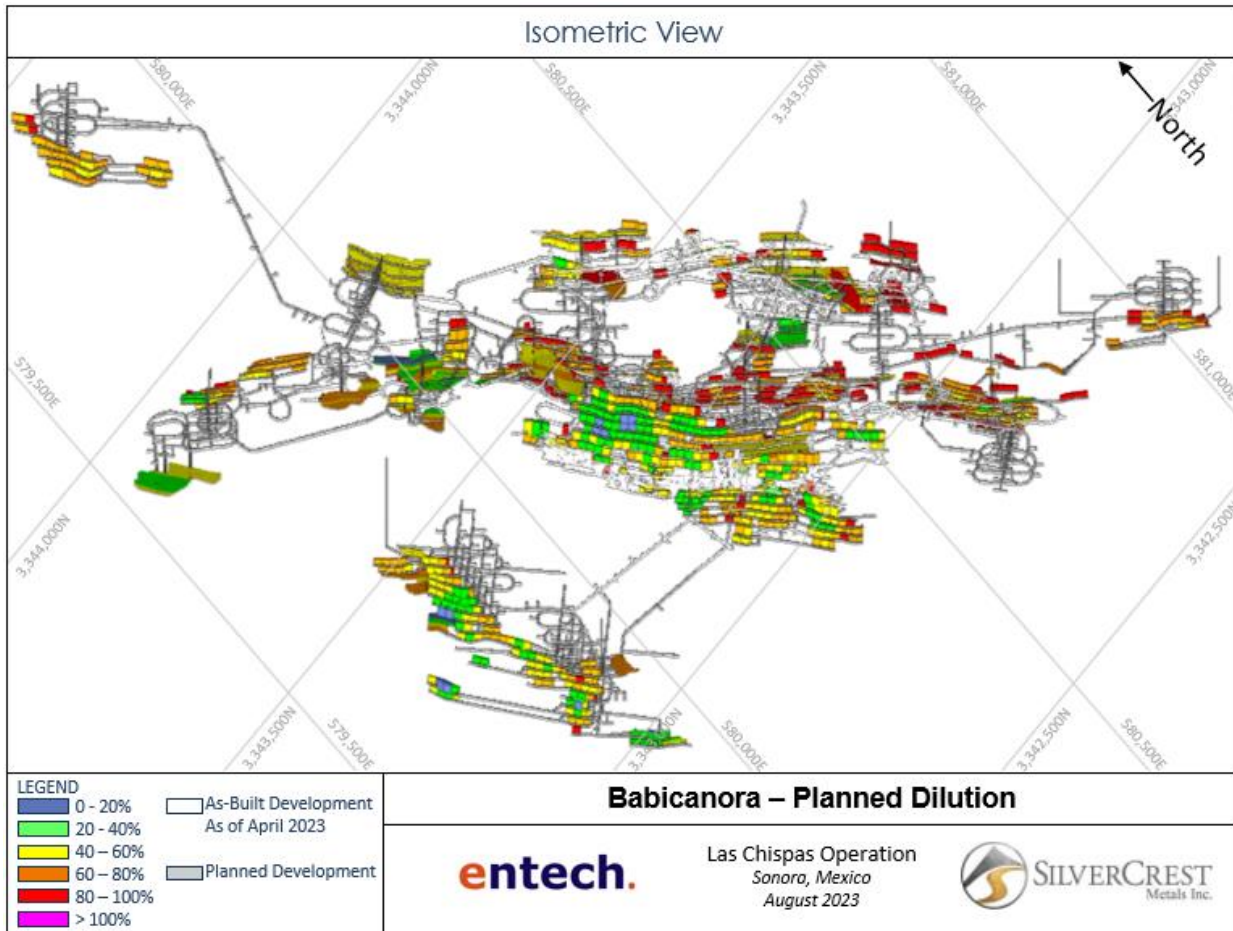 Isometric View
580,000E
3,344,000N
580,500E
3,343,500N
581,000E
3,343,000N
North
579,500E
581,000E
3,344,000N
3,342,500N
3,343,500N
579,500E
580,000E
3,342,500N
580,500E
LEGEND
0 - 20%
20 - 40%
40 – 60%
60 – 80%
80 – 100%
> 100%
As-Built Development
As of April 2023
Planned Development
Babicanora – Planned Dilution
entech.
Las Chispas Operation
Sonora, Mexico
August 2023
SILVERCREST
Metals Inc.